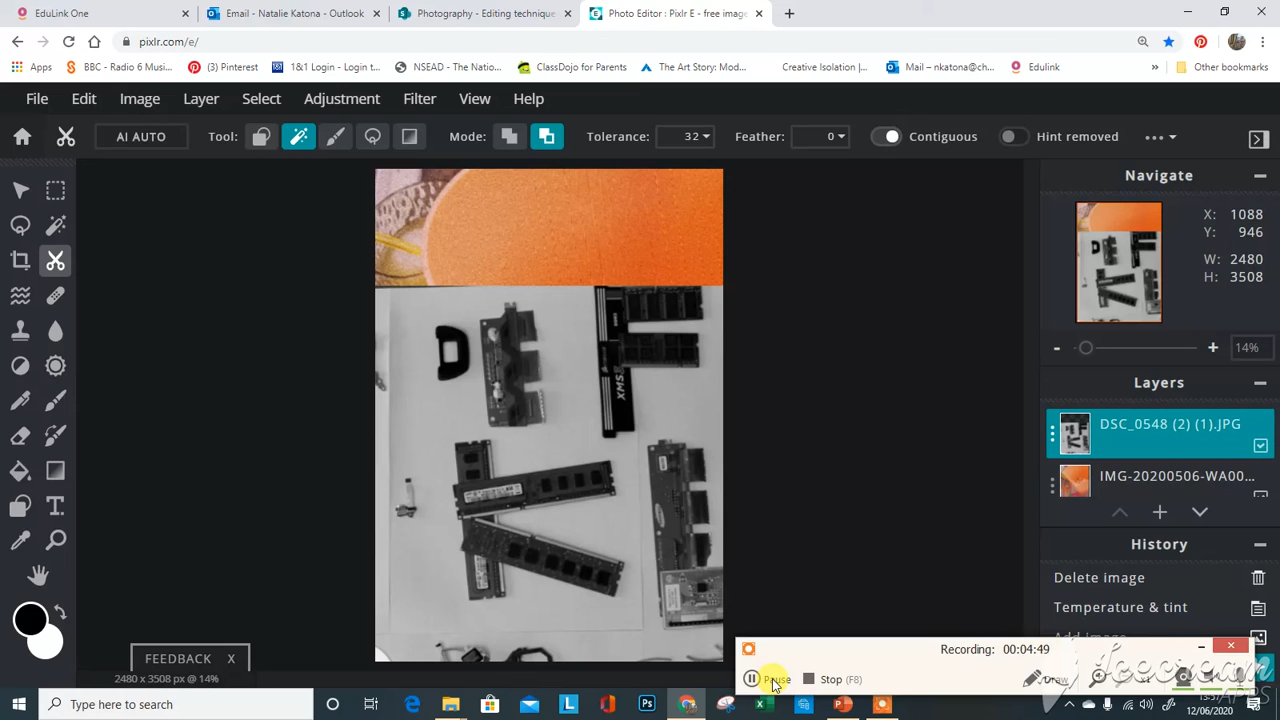 EduLink One
Email - Natalie Katona - Outlook
Photography - Editing technique
Photo Editor : Pixlr E - free ima
pixlr.com/e/
Apps
BBC - Radio 6 Musi...
(3) Pinterest
1&1 Login - Login t...
NSEAD — The Natio...
ClassDojo for Parents
The Art Story: Mod...
Creative Isolation |...
Mail – nkatona@ch...
Edulink
»
Other bookmarks
File Edit Image Layer Select Adjustment Filter View Help
AI AUTO Tool: Mode: Tolerance: 32 Feather: 0 Contiguous Hint removed
Navigate
X: 1088
Y: 946
W: 2480
H: 3508
- + 14%
Layers
DSC_0548 (2) (1).JPG
IMG-20200506-WA00...
XMS
History
Delete image
Temperature & tint
Add image
FEEDBACK X
2480 x 3508 px @ 14%
Recording: 00:04:49
Pause Stop (F8) Draw
Icecream
APPS
Type here to search
12/06/2020